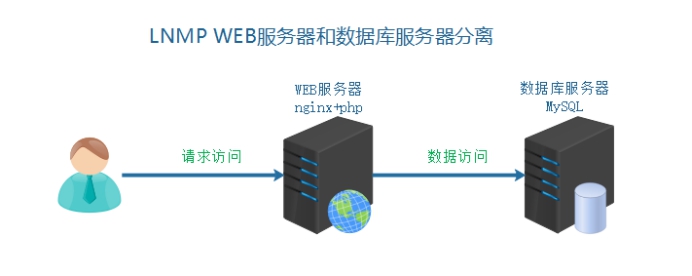 LNMP WEB服务器和数据库服务器分离
WEB服务器
nginx+php
数据库服务器
MySQL
请求访问
数据访问